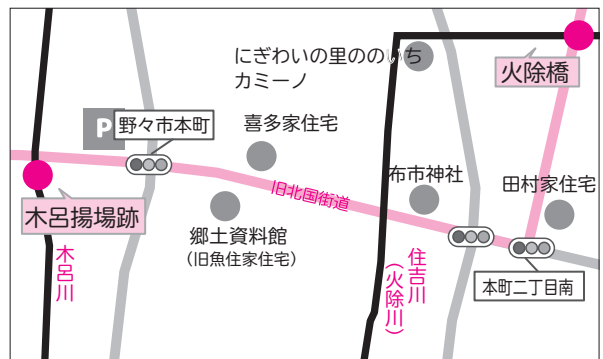 にぎわいの里ののいち
カミーノ
火除橋
P
野々市本町
喜多家住宅
旧北国街道
布市神社
田村家住宅
木呂揚場跡
郷土資料館
(旧魚住家住宅)
木呂川
住吉川
(火除川)
本町二丁目南